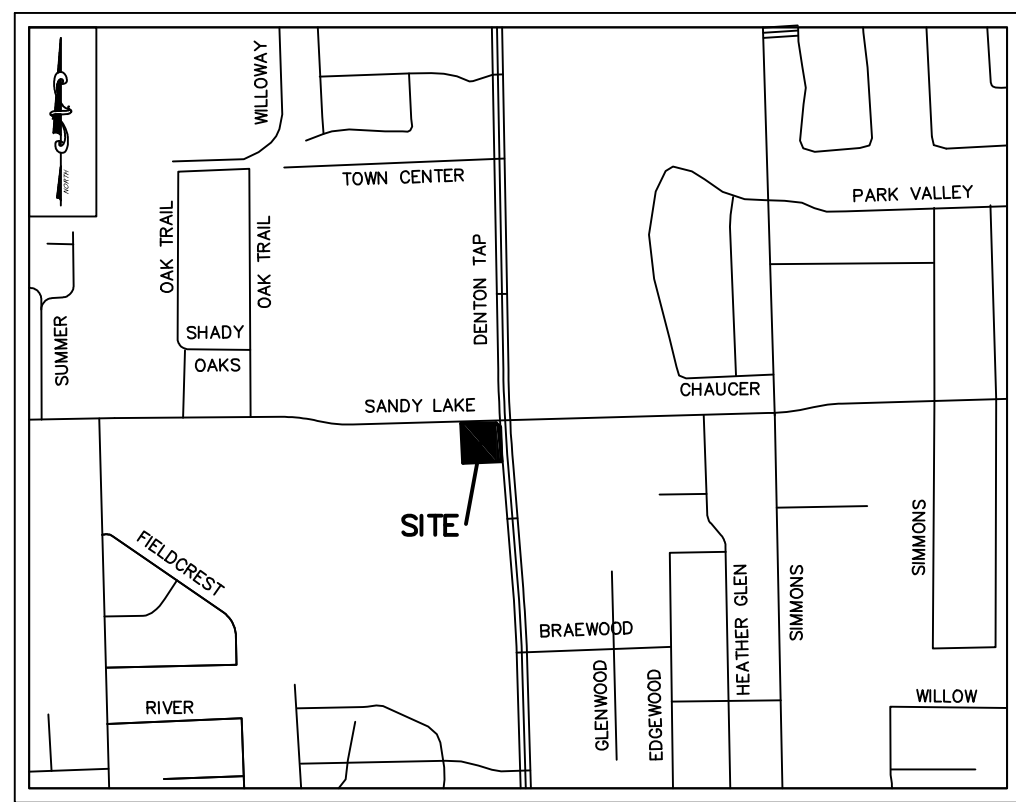 WILLOWAY
NORTH
TOWN CENTER
PARK VALLEY
OAK TRAIL
OAK TRAIL
DENTON TAP
SUMMER
SHADY
OAKS
CHAUCER
SANDY LAKE
SITE
FIELDCREST
SIMMONS
HEATHER GLEN
SIMMONS
BRAEWOOD
GLENWOOD
EDGEWOOD
RIVER
WILLOW